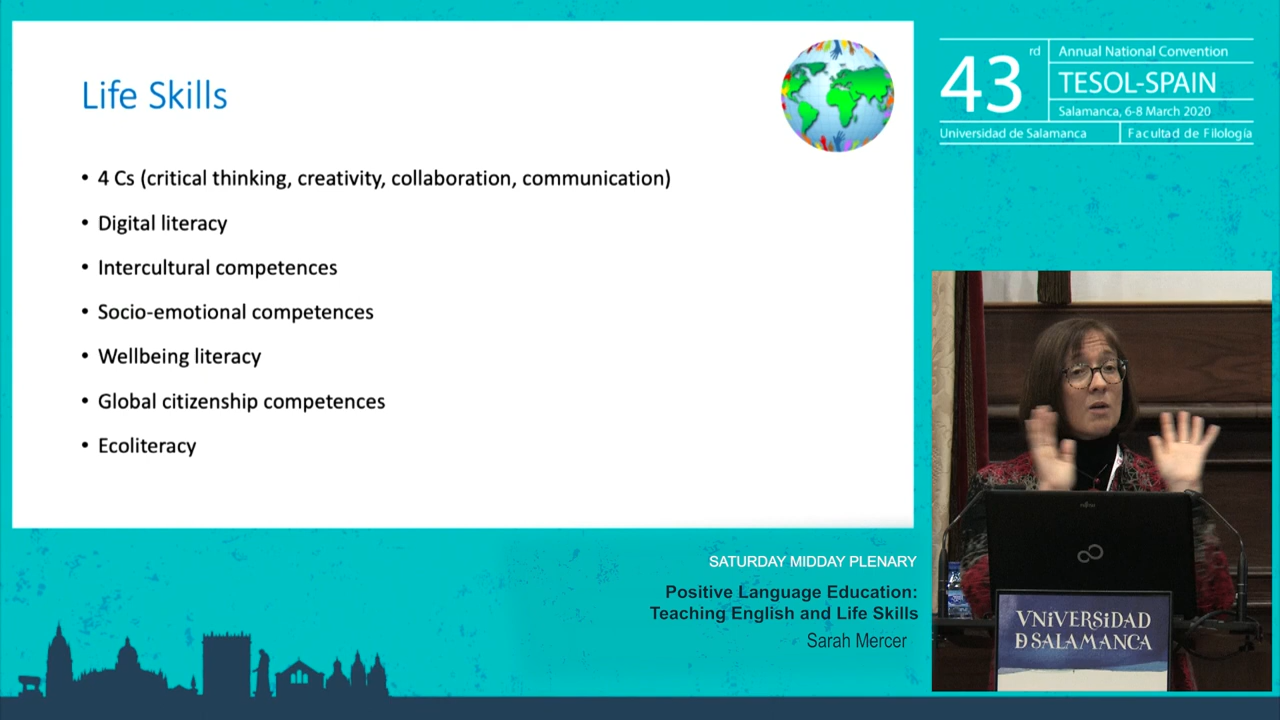 Life Skills
• 4 Cs (critical thinking, creativity, collaboration, communication)
• Digital literacy
• Intercultural competences
• Socio-emotional competences
• Wellbeing literacy
• Global citizenship competences
• Ecoliteracy
43rd
Annual National Convention
TESOL-SPAIN
Salamanca, 6-8 March 2020
Universidad de Salamanca
Facultad de Filología
SATURDAY MIDDAY PLENARY
Positive Language Education:
Teaching English and Life Skills
Sarah Mercer
FUJITSU
VNiVERSiDAD
Ð SALAMANCA